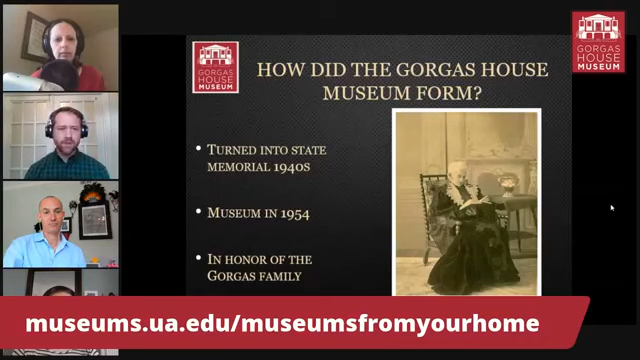 GORGAS
HOUSE
MUSEUM
HOW DID THE GORGAS HOUSE
MUSEUM FORM?
GORGAS
HOUSE
MUSEUM
• TURNED INTO STATE
MEMORIAL 1940S
• MUSEUM IN 1954
• IN HONOR OF THE
GORGAS FAMILY
museums.ua.edu/museumsfromyourhome